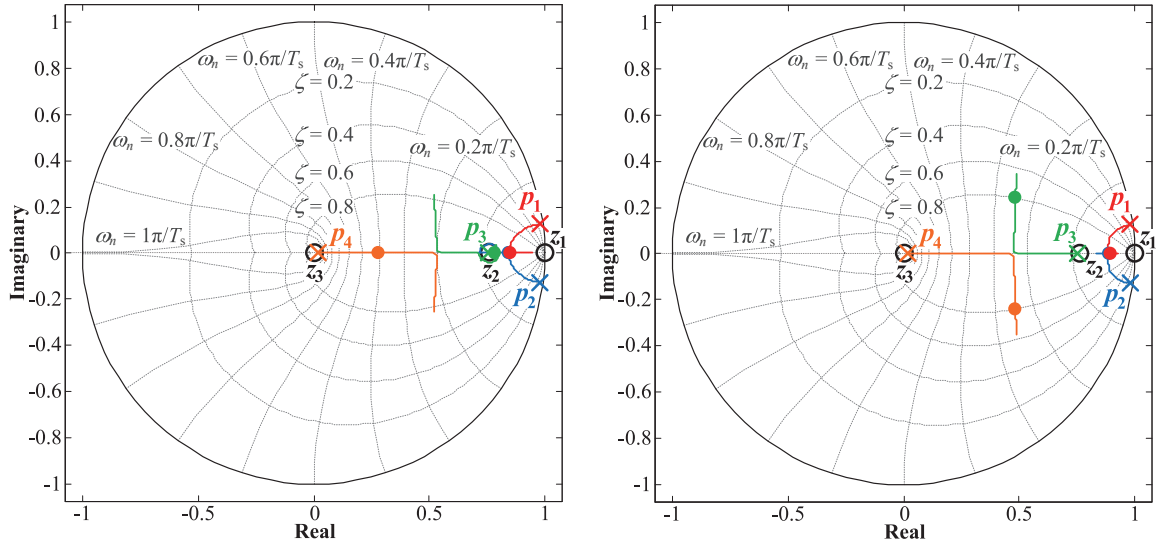 1
0.8
0.6
0.4
0.2
0
-0.2
-0.4
-0.6
-0.8
-1
Imaginary
ωₙ = 0.6π/Tₛ
ωₙ = 0.4π/Tₛ
ζ = 0.2
ωₙ = 0.8π/Tₛ
ζ = 0.4
ωₙ = 0.2π/Tₛ
ζ = 0.6
ζ = 0.8
p₁
ωₙ = 1π/Tₛ
p₄
p₃
z₁
z₃
z₂
p₂
-1
-0.5
0
0.5
1
Real
1
0.8
0.6
0.4
0.2
0
-0.2
-0.4
-0.6
-0.8
-1
Imaginary
ωₙ = 0.6π/Tₛ
ωₙ = 0.4π/Tₛ
ζ = 0.2
ωₙ = 0.8π/Tₛ
ζ = 0.4
ωₙ = 0.2π/Tₛ
ζ = 0.6
ζ = 0.8
p₁
ωₙ = 1π/Tₛ
p₄
p₃
z₁
z₃
z₂
p₂
-1
-0.5
0
0.5
1
Real